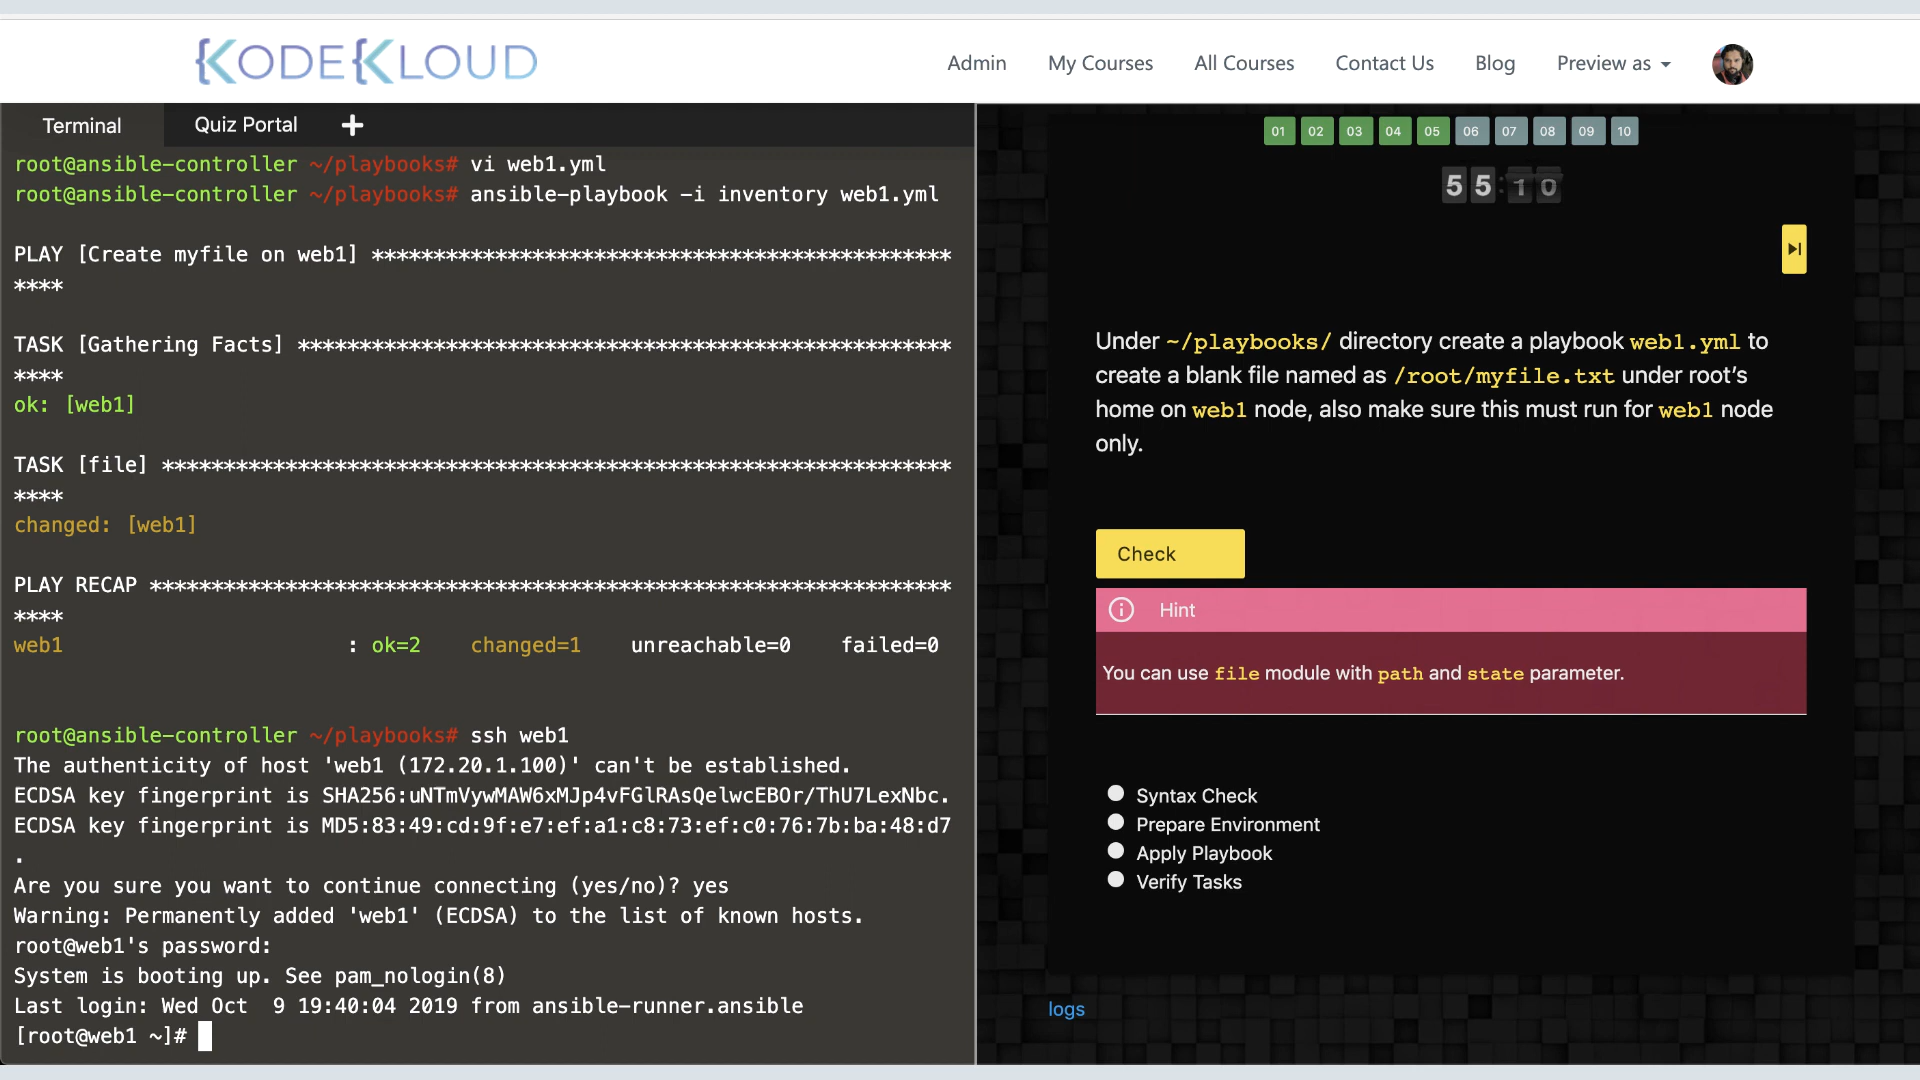 {KODE{KLOUD
Admin My Courses All Courses Contact Us Blog Preview as
Terminal Quiz Portal +
root@ansible-controller ~/playbooks# vi web1.yml
root@ansible-controller ~/playbooks# ansible-playbook -i inventory web1.yml
PLAY [Create myfile on web1] ***********************************************
****
TASK [Gathering Facts] *****************************************************
****
ok: [web1]
TASK [file] ****************************************************************
****
changed: [web1]
PLAY RECAP *****************************************************************
****
web1 : ok=2 changed=1 unreachable=0 failed=0
root@ansible-controller ~/playbooks# ssh web1
The authenticity of host 'web1 (172.20.1.100)' can't be established.
ECDSA key fingerprint is SHA256:uNTmVywMAW6xMJp4vFGlRAsQelwcEBOr/ThU7LexNbc.
ECDSA key fingerprint is MD5:83:49:cd:9f:e7:ef:a1:c8:73:ef:c0:76:7b:ba:48:d7
.
Are you sure you want to continue connecting (yes/no)? yes
Warning: Permanently added 'web1' (ECDSA) to the list of known hosts.
root@web1's password:
System is booting up. See pam_nologin(8)
Last login: Wed Oct  9 19:40:04 2019 from ansible-runner.ansible
[root@web1 ~]#
01 02 03 04 05 06 07 08 09 10
55:10
Under ~/playbooks/ directory create a playbook web1.yml to
create a blank file named as /root/myfile.txt under root's
home on web1 node, also make sure this must run for web1 node
only.
Check
Hint
You can use file module with path and state parameter.
Syntax Check
Prepare Environment
Apply Playbook
Verify Tasks
logs